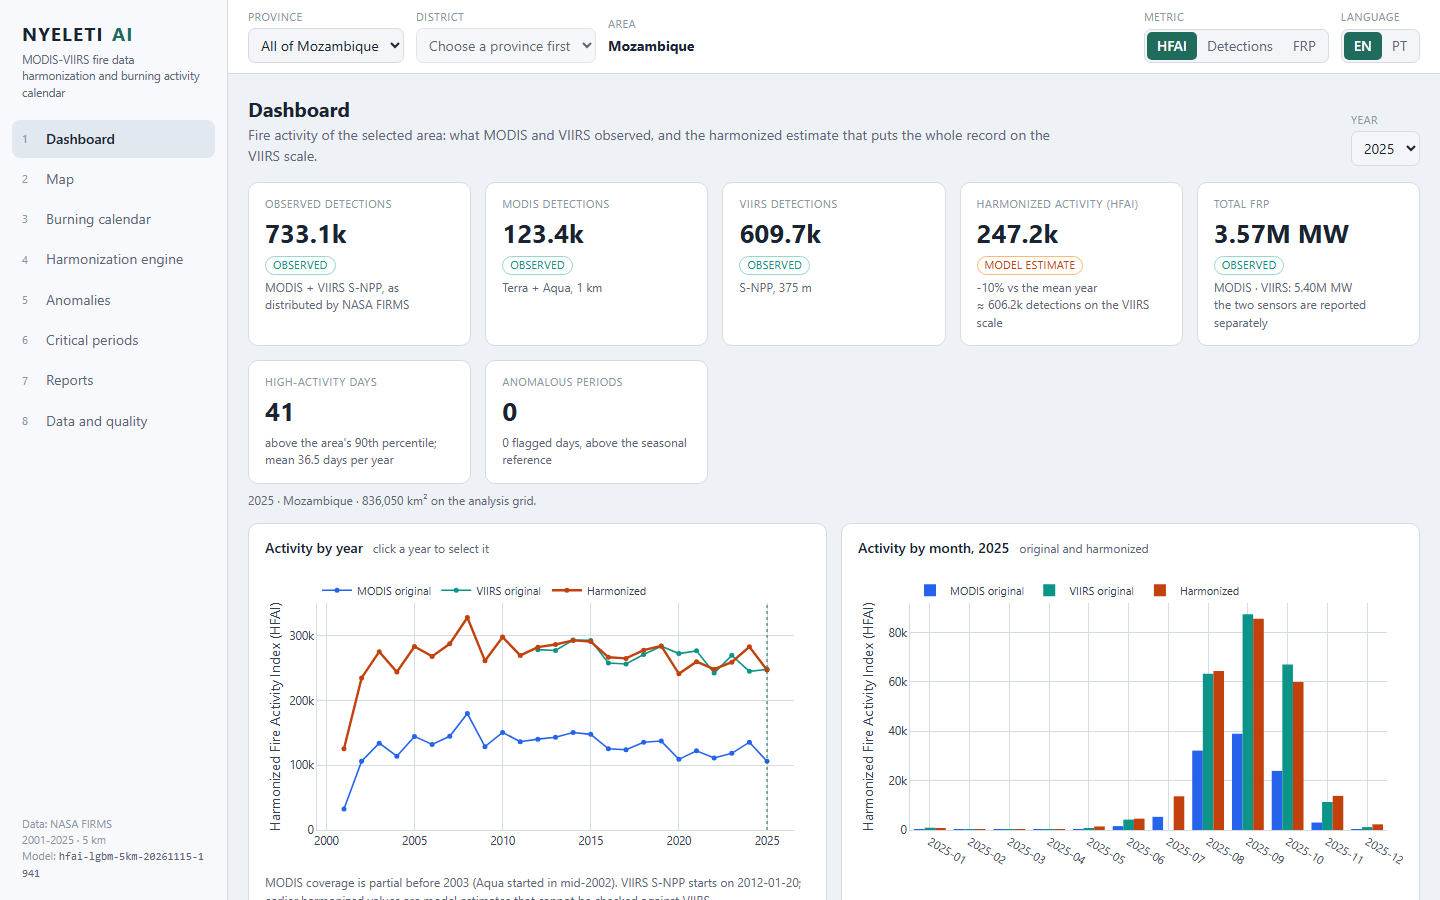 NYELETI AI
MODIS-VIIRS fire data
harmonization and burning activity
calendar
1 Dashboard
2 Map
3 Burning calendar
4 Harmonization engine
5 Anomalies
6 Critical periods
7 Reports
8 Data and quality
Data: NASA FIRMS
2001-2025 · 5 km
Model: hfai-lgbm-5km-20261115-1
941
PROVINCE
All of Mozambique
DISTRICT
Choose a province first
AREA
Mozambique
METRIC
HFAI Detections FRP
LANGUAGE
EN PT
Dashboard
Fire activity of the selected area: what MODIS and VIIRS observed, and the harmonized estimate that puts the whole record on the
VIIRS scale.
YEAR
2025
OBSERVED DETECTIONS
733.1k
OBSERVED
MODIS + VIIRS S-NPP, as
distributed by NASA FIRMS
MODIS DETECTIONS
123.4k
OBSERVED
Terra + Aqua, 1 km
VIIRS DETECTIONS
609.7k
OBSERVED
S-NPP, 375 m
HARMONIZED ACTIVITY (HFAI)
247.2k
MODEL ESTIMATE
-10% vs the mean year
≈ 606.2k detections on the VIIRS
scale
TOTAL FRP
3.57M MW
OBSERVED
MODIS · VIIRS: 5.40M MW
the two sensors are reported
separately
HIGH-ACTIVITY DAYS
41
above the area's 90th percentile;
mean 36.5 days per year
ANOMALOUS PERIODS
0
0 flagged days, above the seasonal
reference
2025 · Mozambique · 836,050 km² on the analysis grid.
Activity by year click a year to select it
MODIS original VIIRS original Harmonized
Harmonized Fire Activity Index (HFAI)
300k
200k
100k
0
2000 2005 2010 2015 2020 2025
MODIS coverage is partial before 2003 (Aqua started in mid-2002). VIIRS S-NPP starts on 2012-01-20;
earlier harmonized values are model estimates that cannot be checked against VIIRS.
Activity by month, 2025 original and harmonized
MODIS original VIIRS original Harmonized
Harmonized Fire Activity Index (HFAI)
80k
60k
40k
20k
0
2025-01 2025-02 2025-03 2025-04 2025-05 2025-06 2025-07 2025-08 2025-09 2025-10 2025-11 2025-12